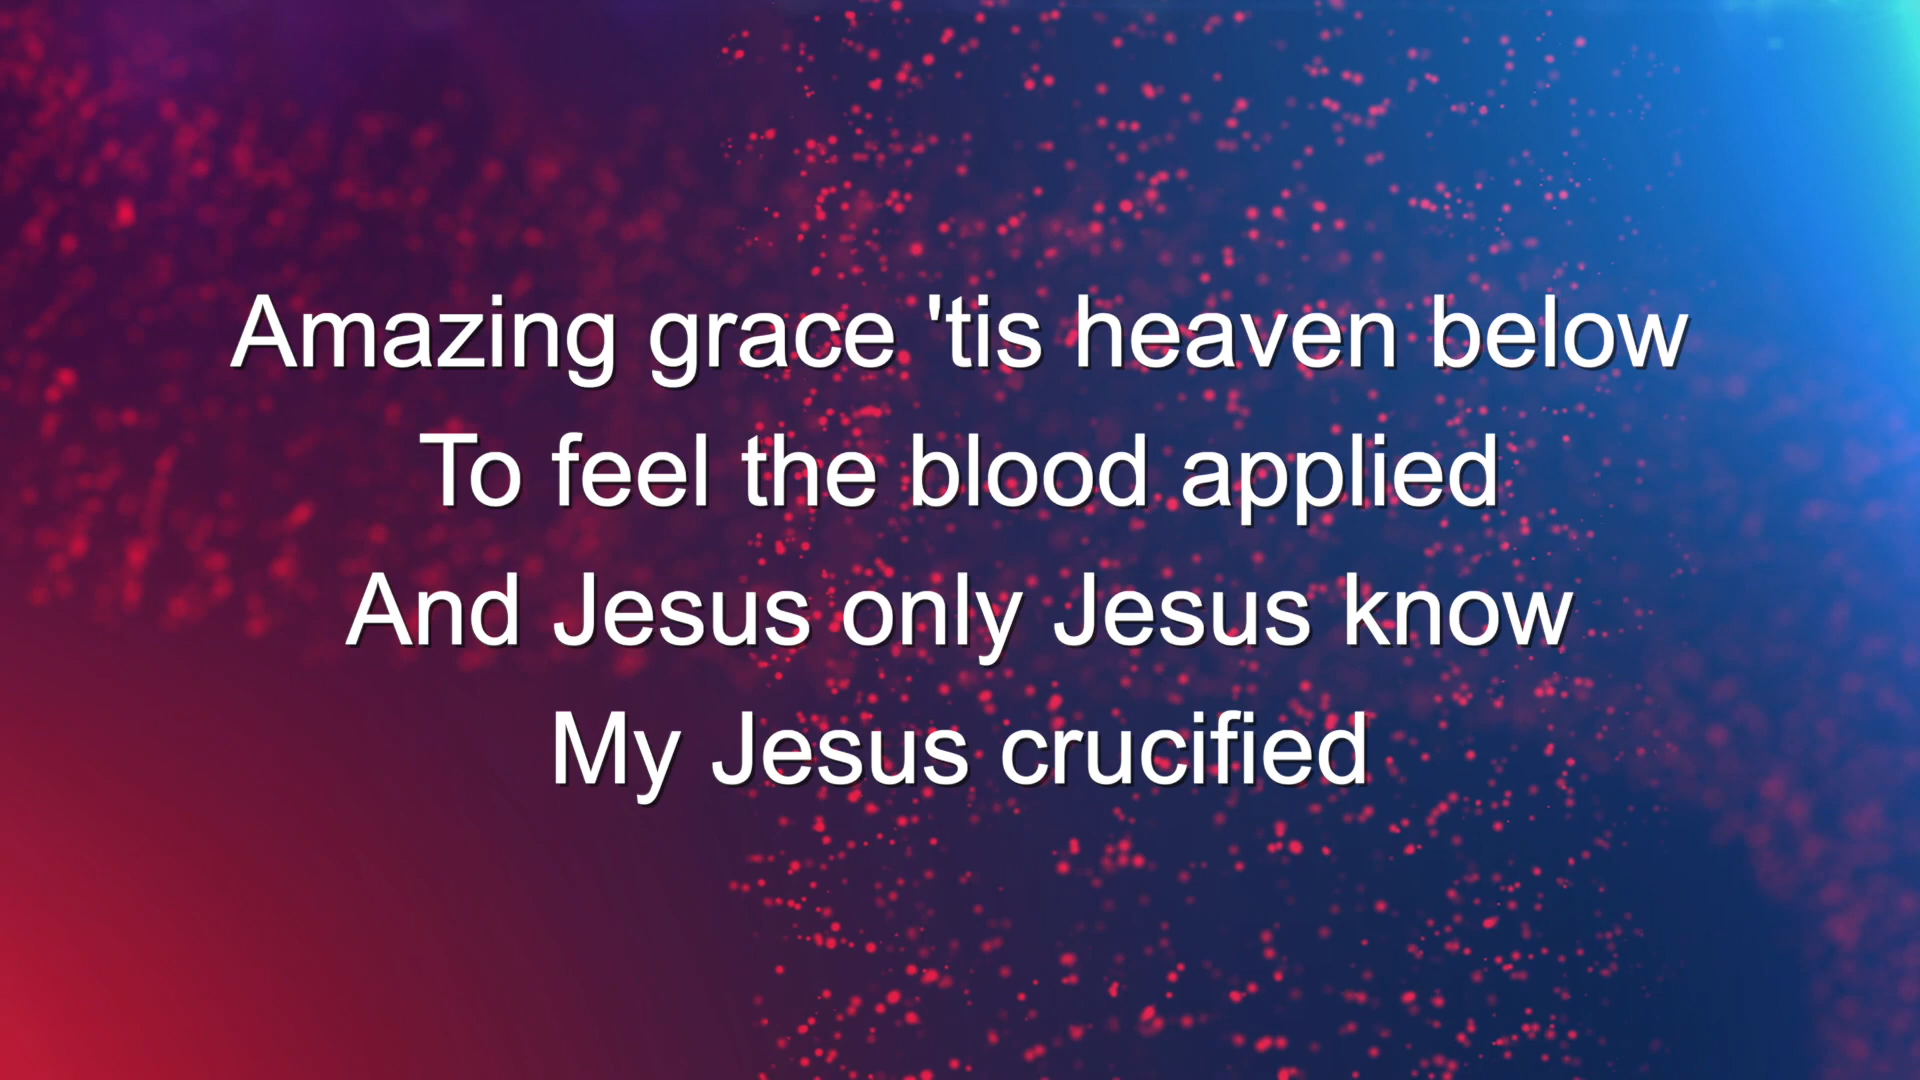 Amazing grace 'tis heaven below
To feel the blood applied
And Jesus only Jesus know
My Jesus crucified